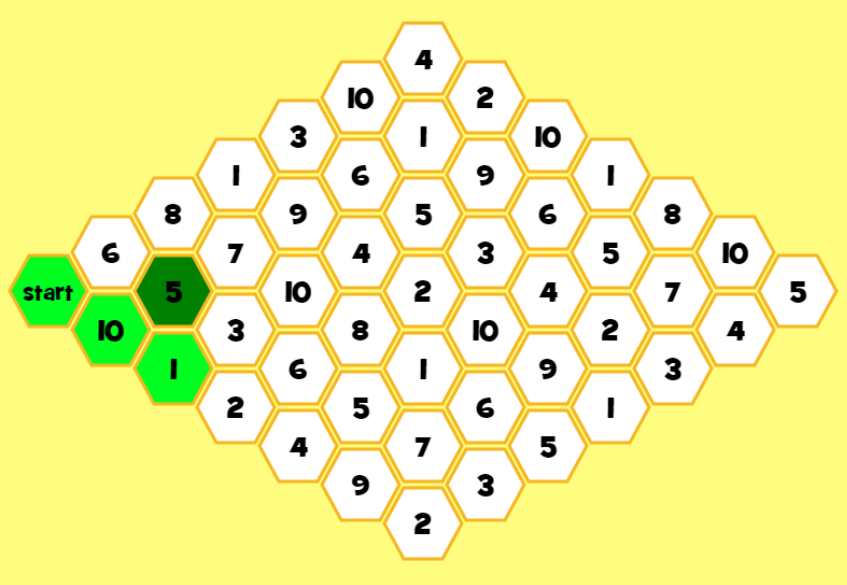 4
10 2
3 1 10
1 6 9 1
8 9 5 6 8
6 7 4 3 5 10
start 5 10 2 4 7 5
10 3 8 10 2 4
1 6 1 9 3
2 5 6 1
4 7 5
9 3
2